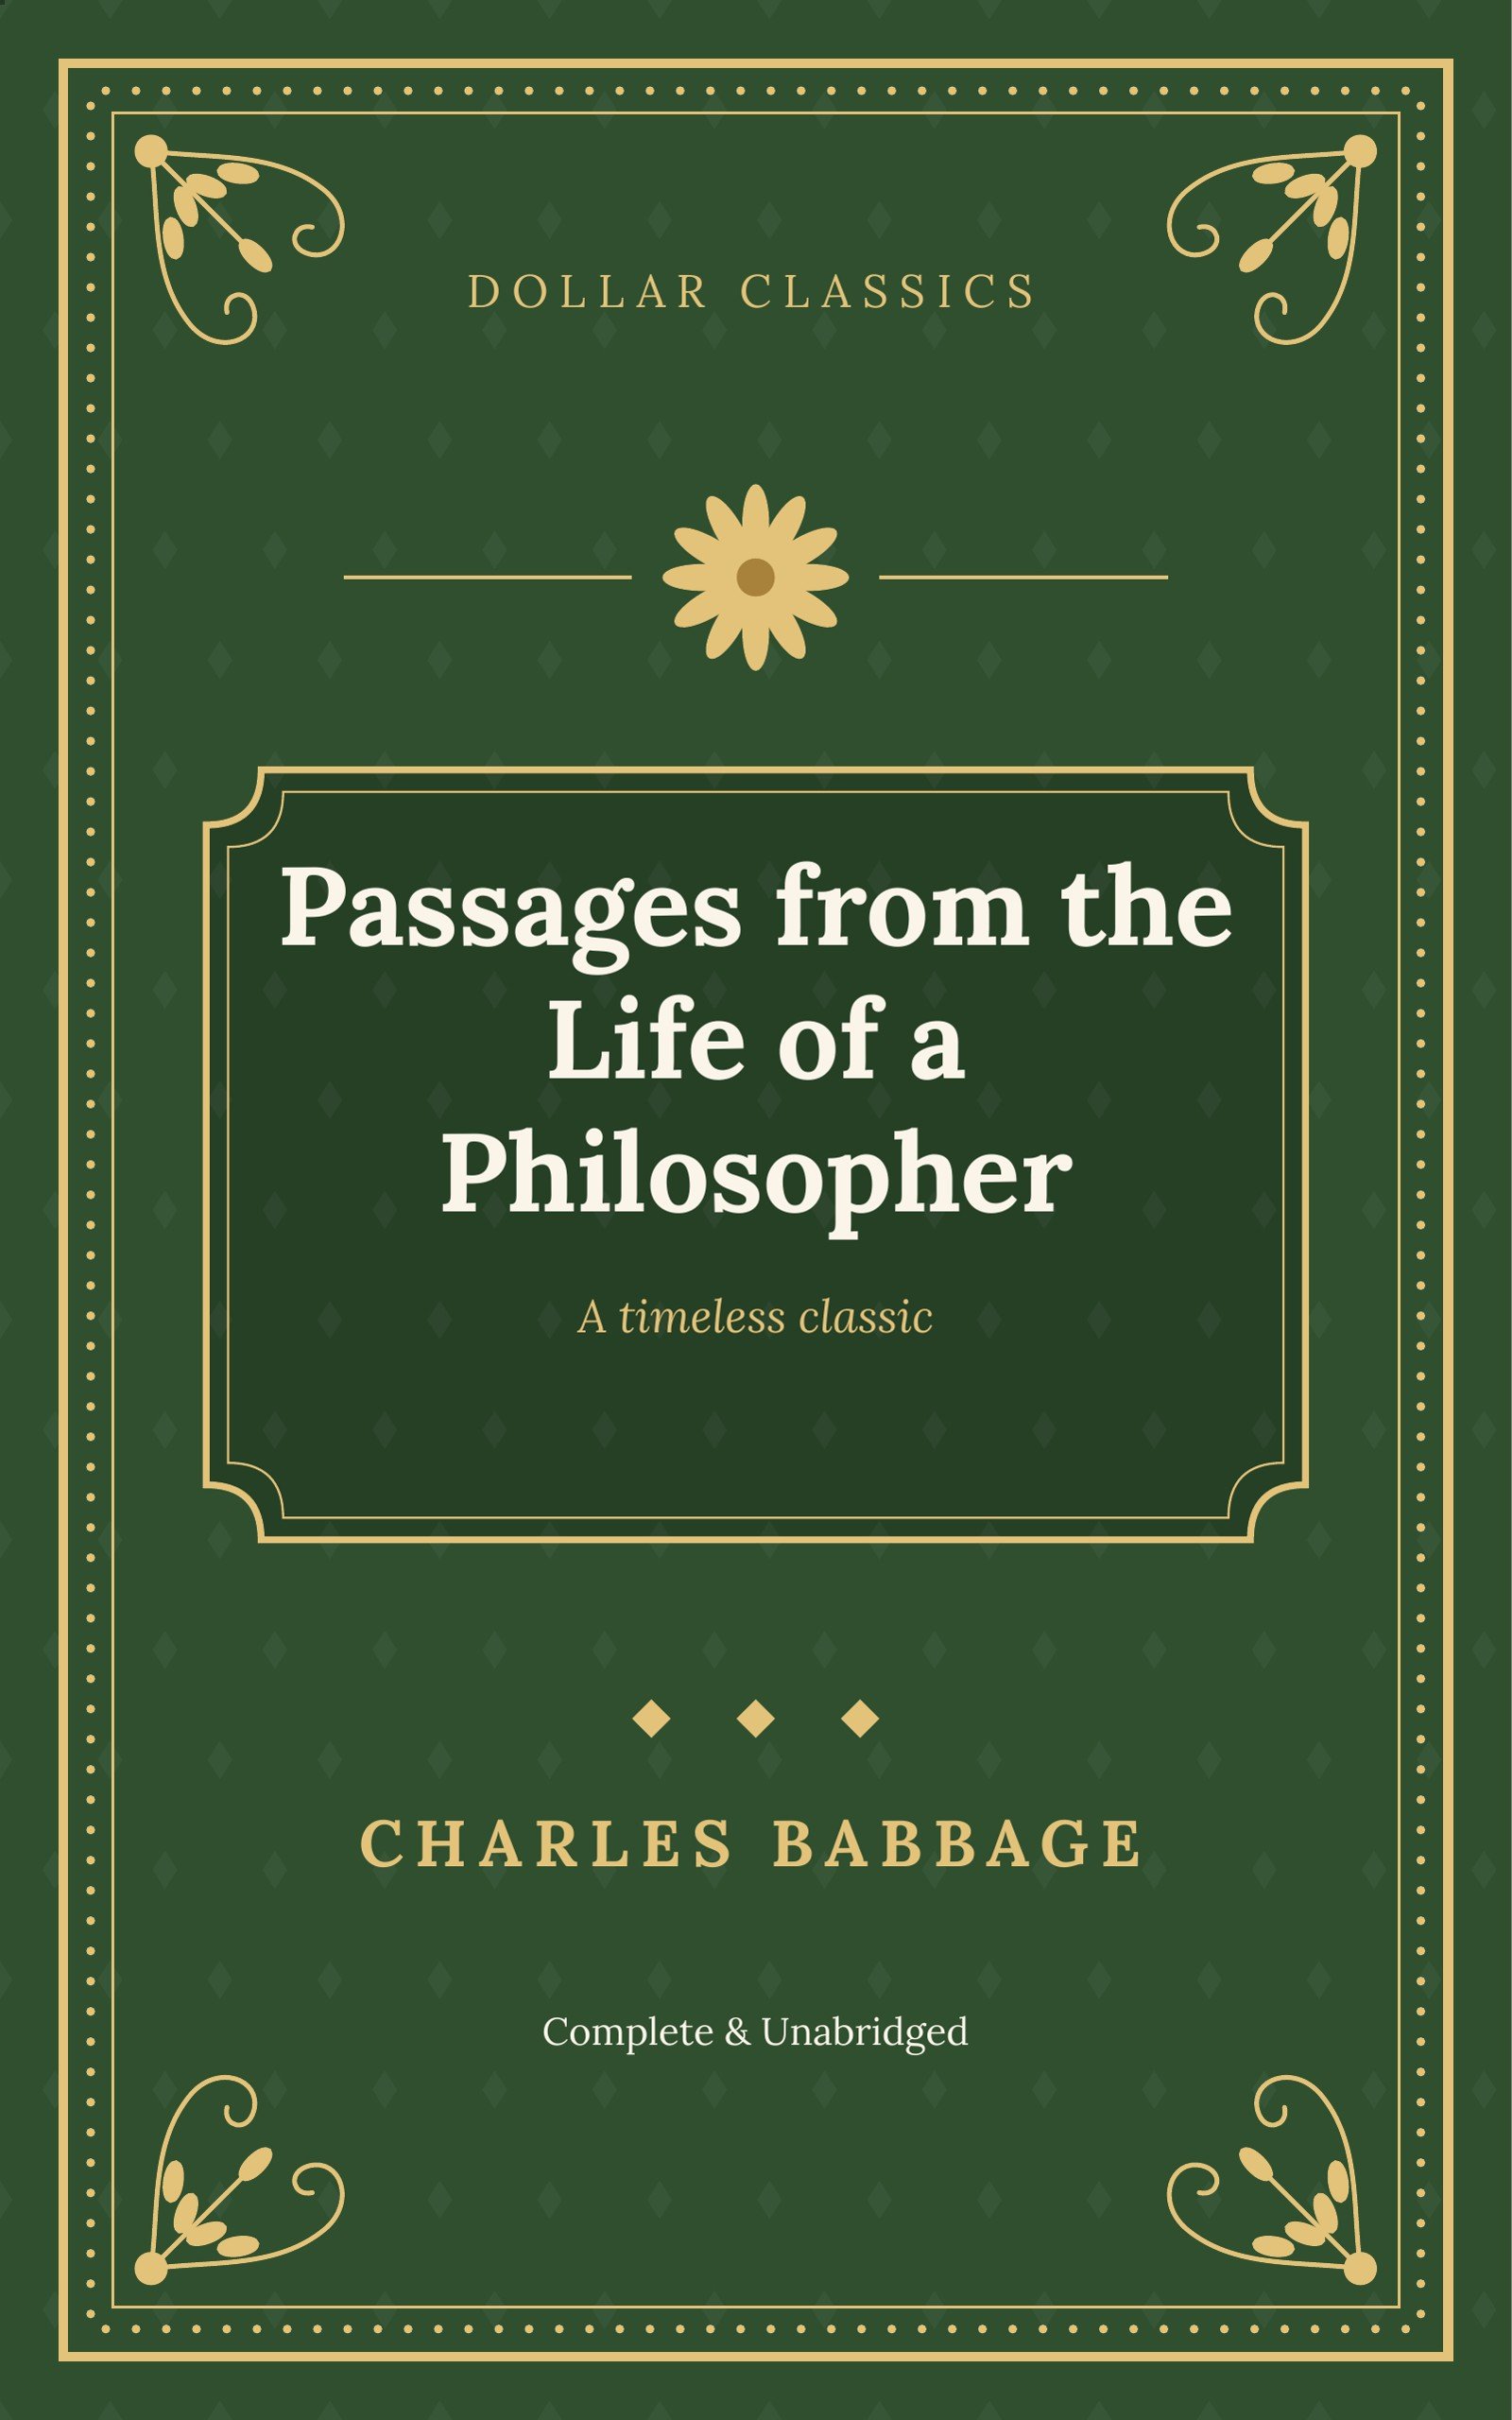 DOLLAR CLASSICS
Passages from the
Life of a
Philosopher
A timeless classic
CHARLES BABBAGE
Complete & Unabridged